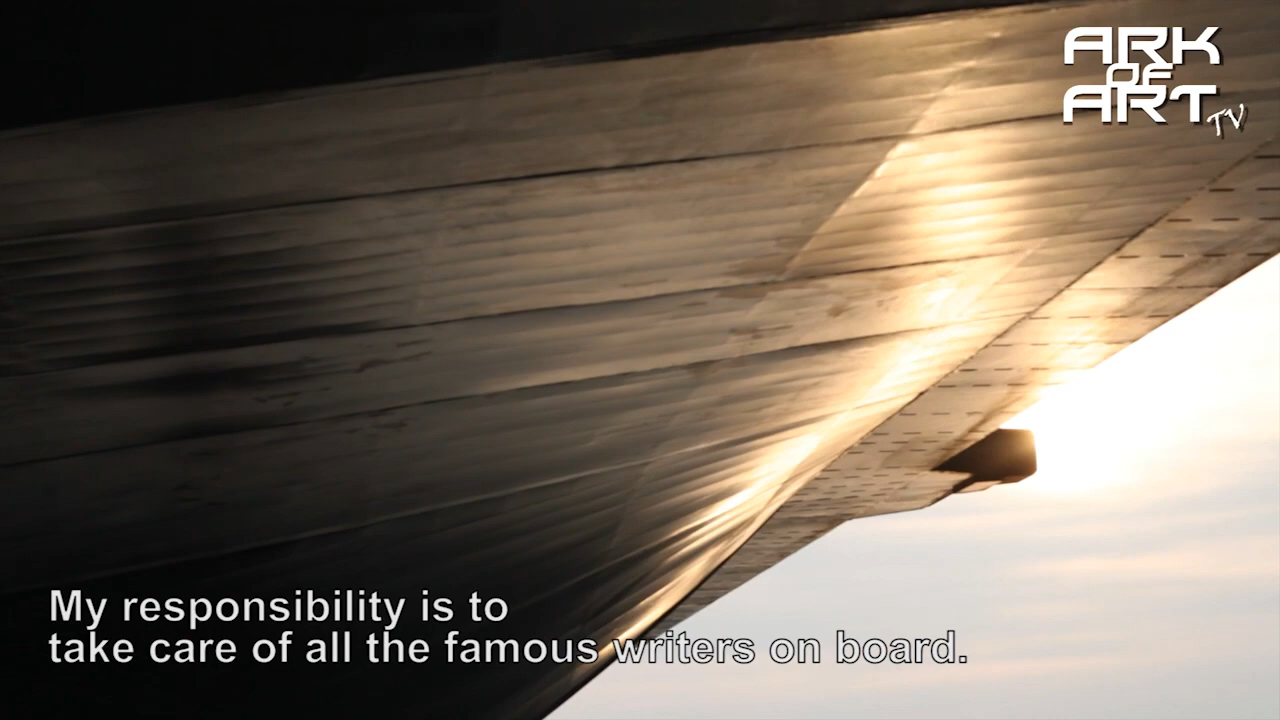 ARK
OF
ART
TV
My responsibility is to
take care of all the famous writers on board.